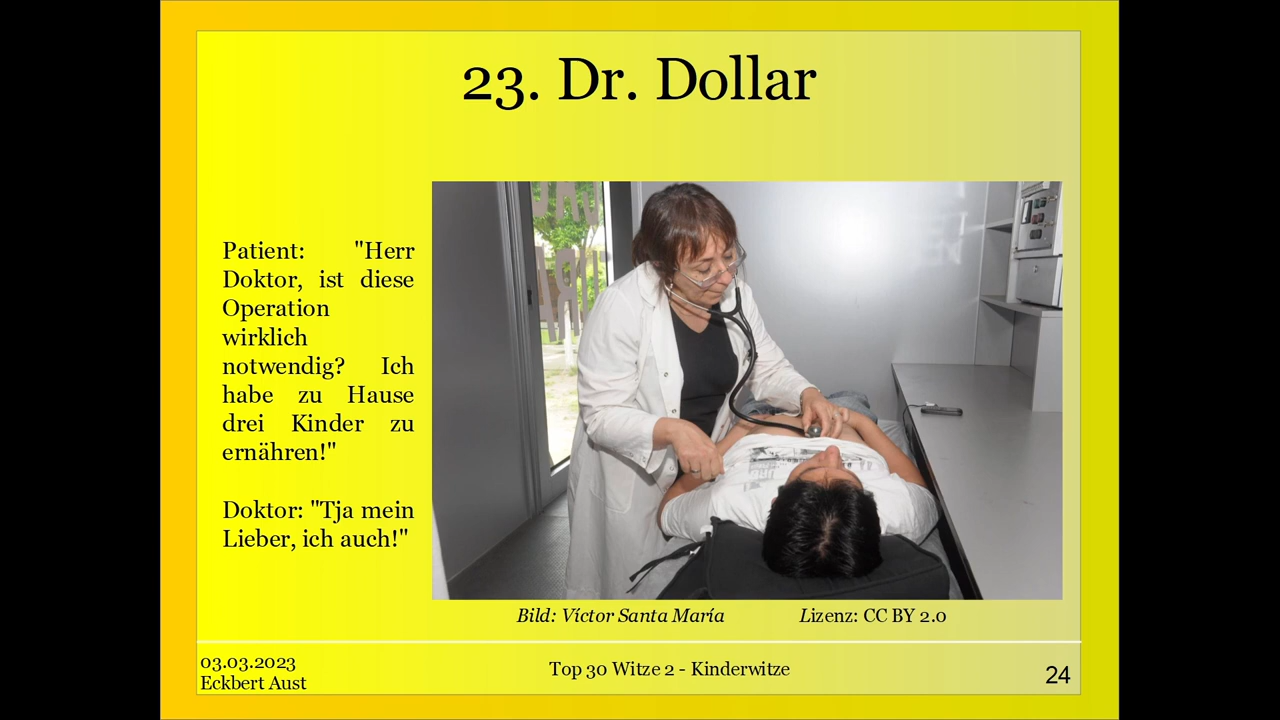 23. Dr. Dollar
Patient: "Herr
Doktor, ist diese
Operation
wirklich
notwendig? Ich
habe zu Hause
drei Kinder zu
ernähren!"
Doktor: "Tja mein
Lieber, ich auch!"
Bild: Víctor Santa María Lizenz: CC BY 2.0
03.03.2023
Eckbert Aust
Top 30 Witze 2 - Kinderwitze
24